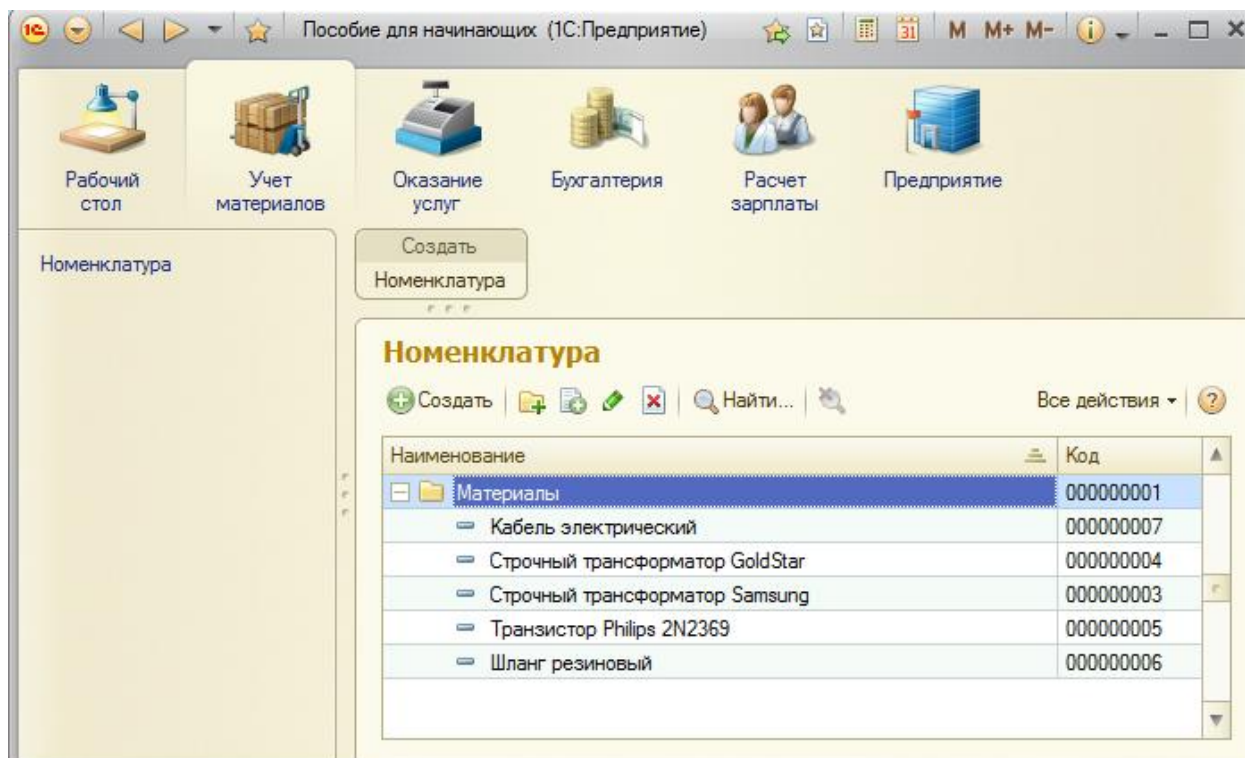 1С Пособие для начинающих (1С:Предприятие) 31 M M+ M-
Рабочий стол
Учет материалов
Оказание услуг
Бухгалтерия
Расчет зарплаты
Предприятие
Номенклатура
Создать
Номенклатура
Номенклатура
Создать Найти... Все действия ?
Наименование Код
Материалы 000000001
Кабель электрический 000000007
Строчный трансформатор GoldStar 000000004
Строчный трансформатор Samsung 000000003
Транзистор Philips 2N2369 000000005
Шланг резиновый 000000006